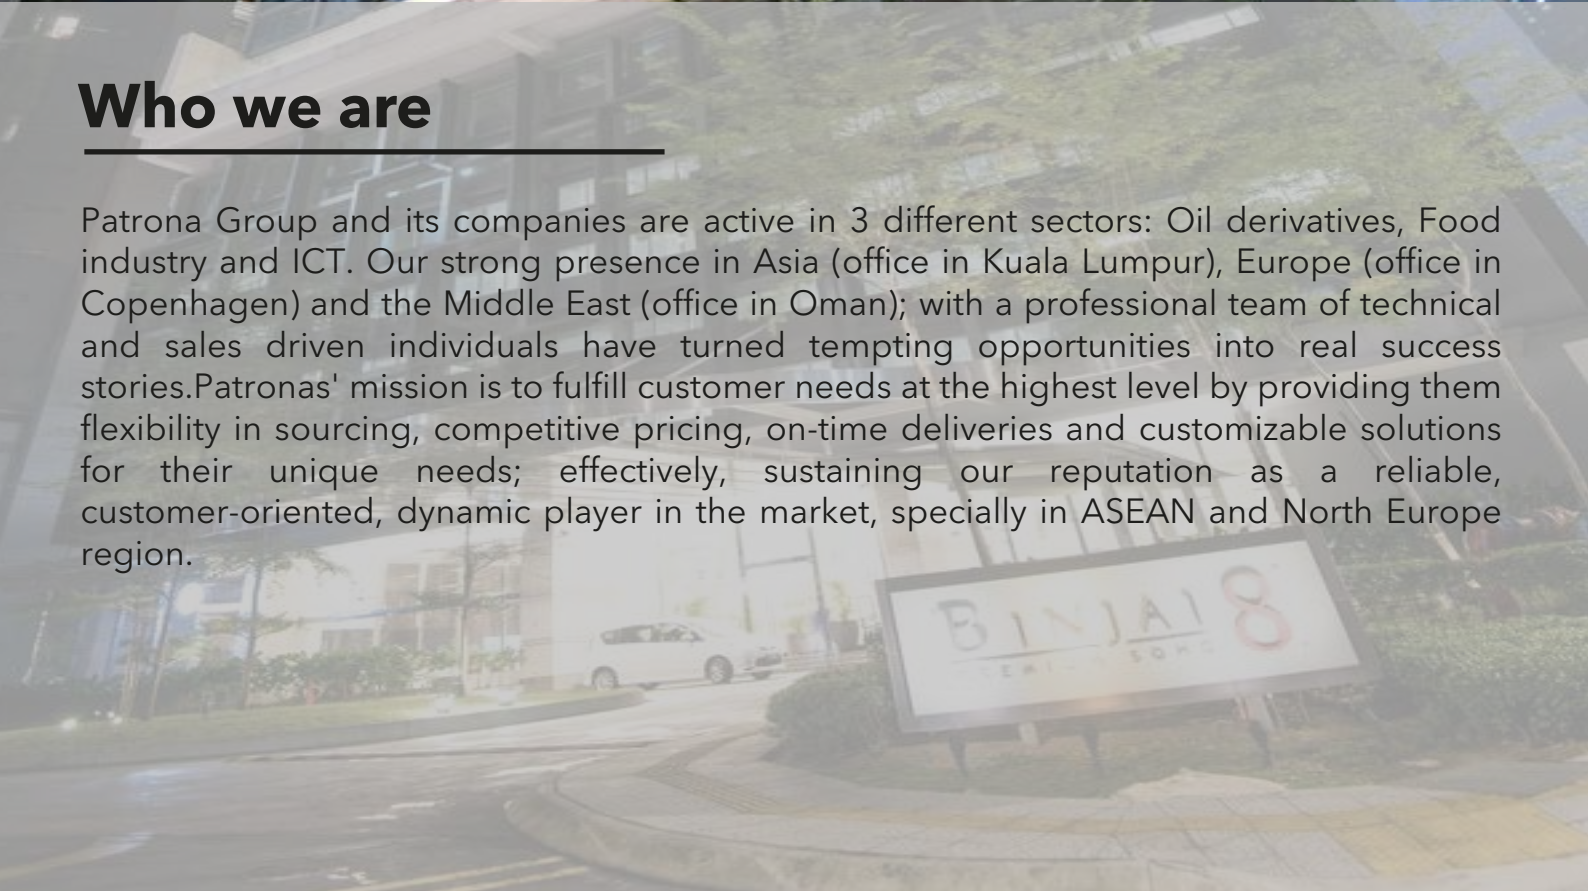 Who we are
Patrona Group and its companies are active in 3 different sectors: Oil derivatives, Food
industry and ICT. Our strong presence in Asia (office in Kuala Lumpur), Europe (office in
Copenhagen) and the Middle East (office in Oman); with a professional team of technical
and sales driven individuals have turned tempting opportunities into real success
stories.Patronas' mission is to fulfill customer needs at the highest level by providing them
flexibility in sourcing, competitive pricing, on-time deliveries and customizable solutions
for their unique needs; effectively, sustaining our reputation as a reliable,
customer-oriented, dynamic player in the market, specially in ASEAN and North Europe
region.
BINJAI 8